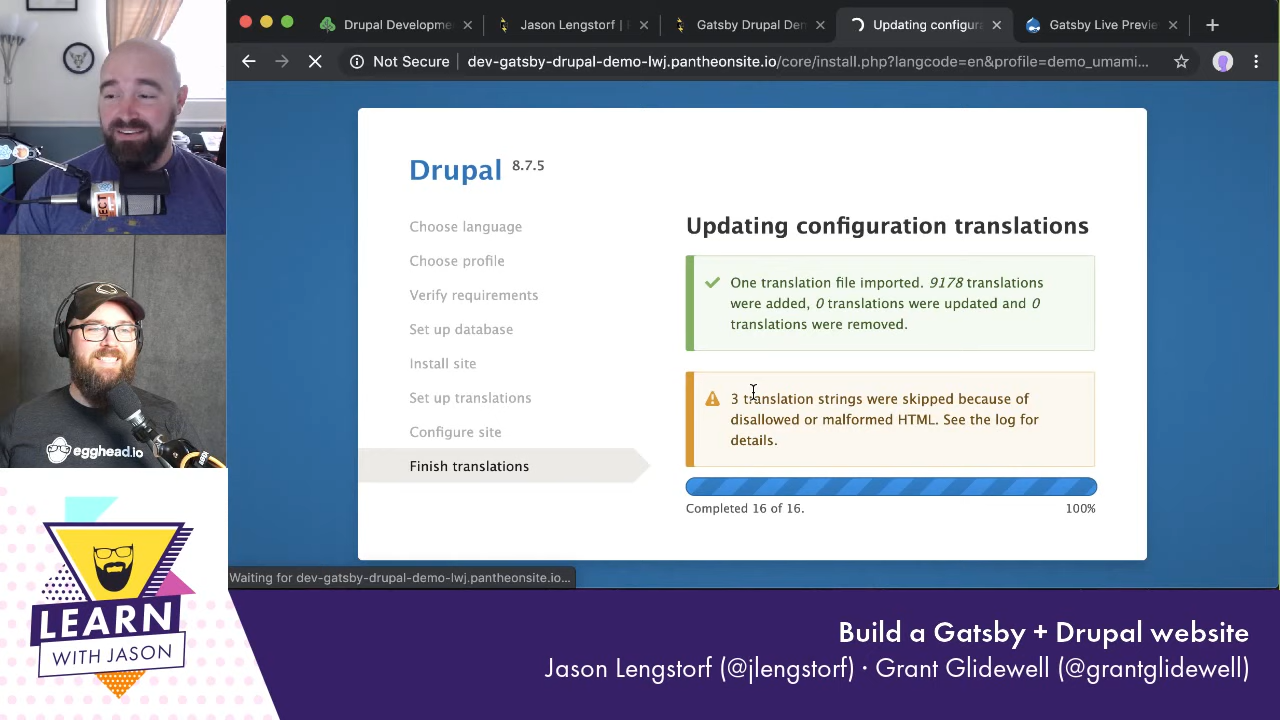 Drupal Developme
Jason Lengstorf |
Gatsby Drupal Den
Updating configura
Gatsby Live Previe
Not Secure
dev-gatsby-drupal-demo-lwj.pantheonsite.io/core/install.php?langcode=en&profile=demo_umami...
Drupal 8.7.5
Choose language
Choose profile
Verify requirements
Set up database
Install site
Set up translations
Configure site
Finish translations
Updating configuration translations
One translation file imported. 9178 translations
were added, 0 translations were updated and 0
translations were removed.
3 translation strings were skipped because of
disallowed or malformed HTML. See the log for
details.
Completed 16 of 16.
100%
Waiting for dev-gatsby-drupal-demo-lwj.pantheonsite.io...
egghead.io
LEARN
WITH JASON
Build a Gatsby + Drupal website
Jason Lengstorf (@jlengstorf) · Grant Glidewell (@grantglidewell)